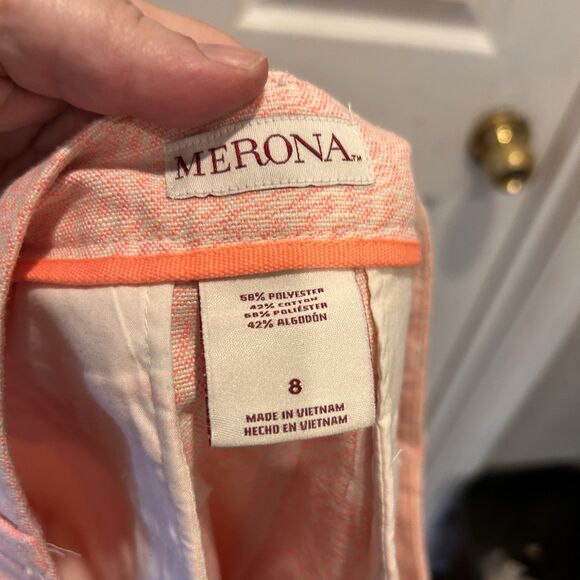 MERONA™
58% POLYESTER
42% COTTON
58% POLIÉSTER
42% ALGODÓN
8
MADE IN VIETNAM
HECHO EN VIETNAM